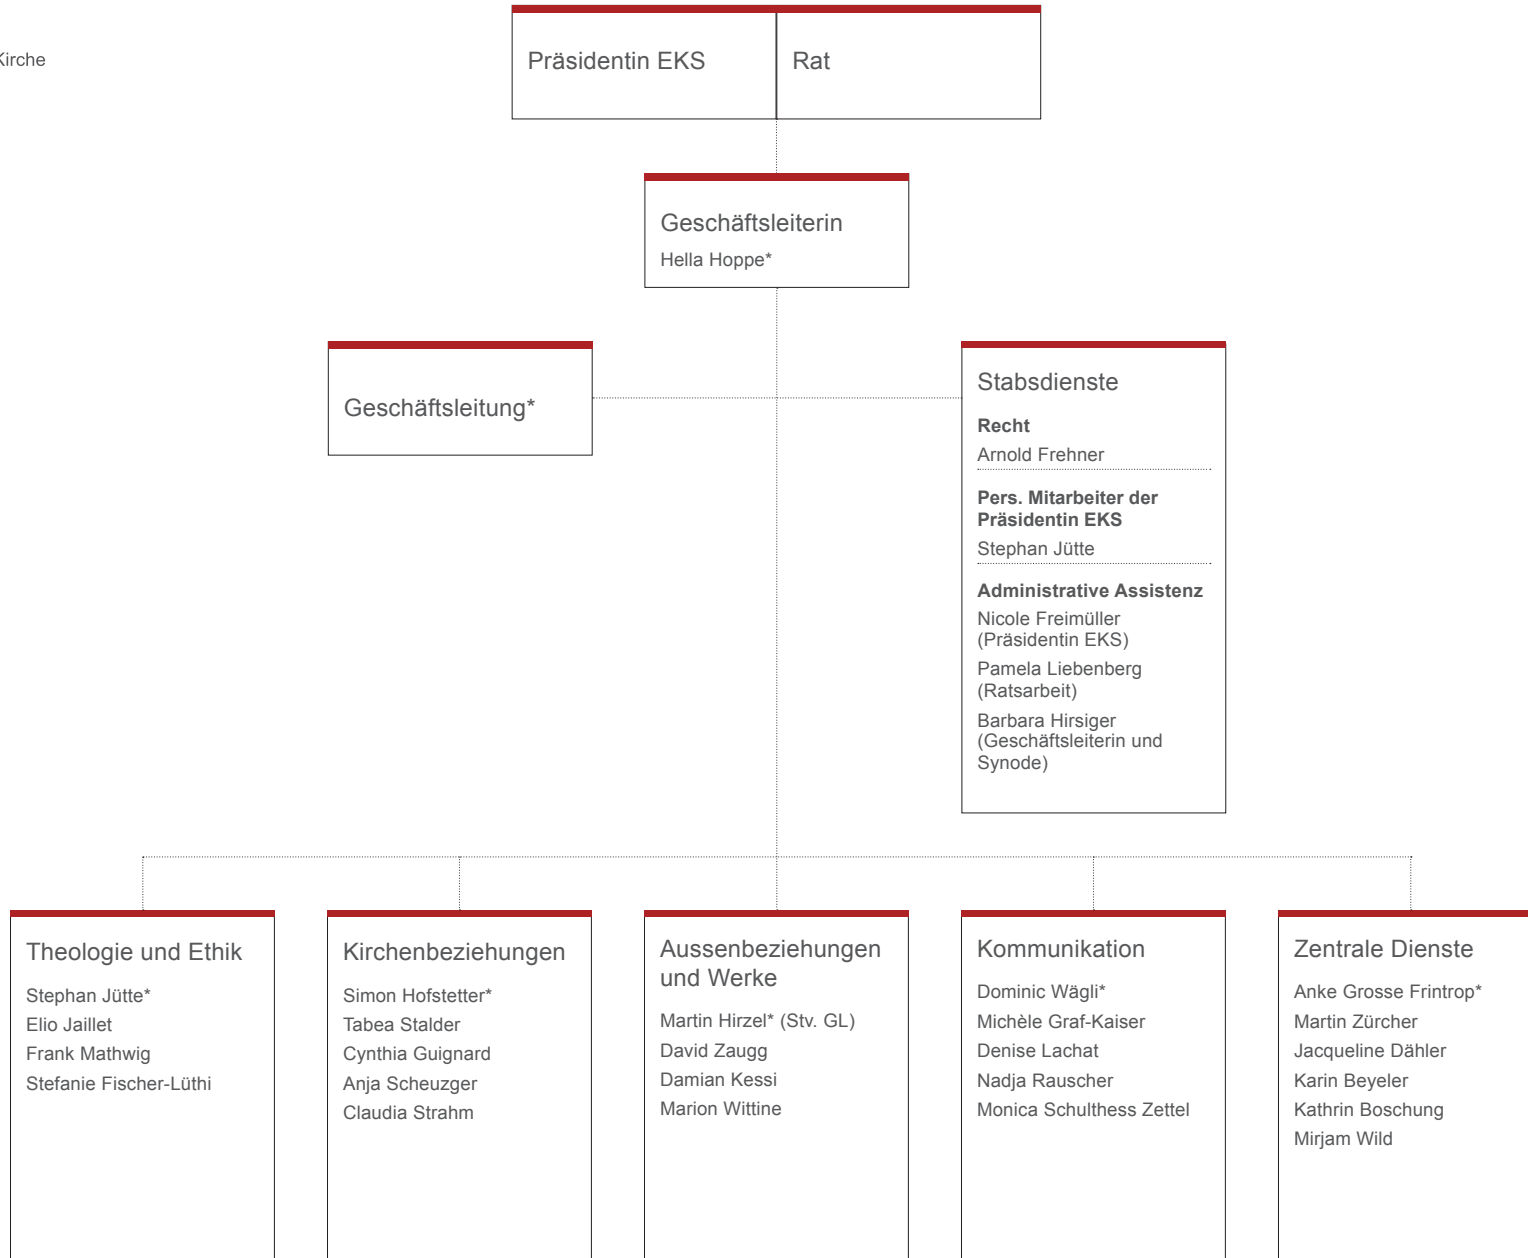 Kirche
Präsidentin EKS
Rat
Geschäftsleiterin
Hella Hoppe*
Geschäftsleitung*
Stabsdienste
Recht
Arnold Frehner
Pers. Mitarbeiter der
Präsidentin EKS
Stephan Jütte
Administrative Assistenz
Nicole Freimüller
(Präsidentin EKS)
Pamela Liebenberg
(Ratsarbeit)
Barbara Hirsiger
(Geschäftsleiterin und
Synode)
Theologie und Ethik
Stephan Jütte*
Elio Jaillet
Frank Mathwig
Stefanie Fischer-Lüthi
Kirchenbeziehungen
Simon Hofstetter*
Tabea Stalder
Cynthia Guignard
Anja Scheuzger
Claudia Strahm
Aussenbeziehungen
und Werke
Martin Hirzel* (Stv. GL)
David Zaugg
Damian Kessi
Marion Wittine
Kommunikation
Dominic Wägli*
Michèle Graf-Kaiser
Denise Lachat
Nadja Rauscher
Monica Schulthess Zettel
Zentrale Dienste
Anke Grosse Frintrop*
Martin Zürcher
Jacqueline Dähler
Karin Beyeler
Kathrin Boschung
Mirjam Wild